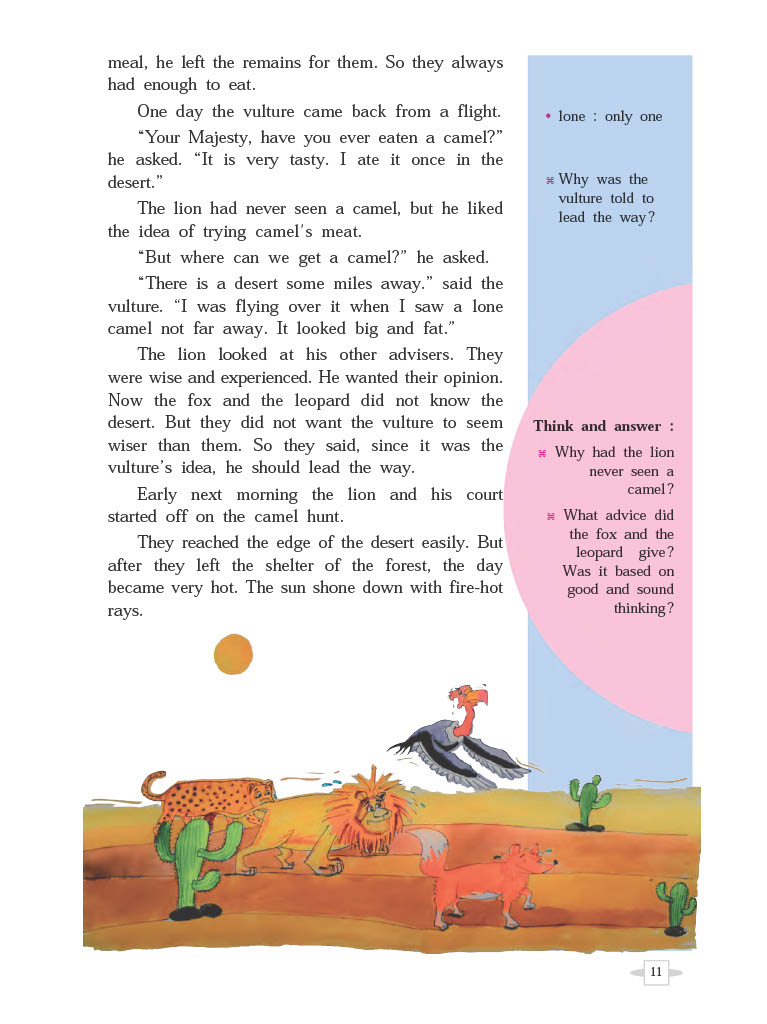 meal, he left the remains for them. So they always
had enough to eat.
One day the vulture came back from a flight.
“Your Majesty, have you ever eaten a camel?”
he asked. “It is very tasty. I ate it once in the
desert.”
The lion had never seen a camel, but he liked
the idea of trying camel’s meat.
“But where can we get a camel?” he asked.
“There is a desert some miles away.” said the
vulture. “I was flying over it when I saw a lone
camel not far away. It looked big and fat.”
The lion looked at his other advisers. They
were wise and experienced. He wanted their opinion.
Now the fox and the leopard did not know the
desert. But they did not want the vulture to seem
wiser than them. So they said, since it was the
vulture’s idea, he should lead the way.
Early next morning the lion and his court
started off on the camel hunt.
They reached the edge of the desert easily. But
after they left the shelter of the forest, the day
became very hot. The sun shone down with fire-hot
rays.
• lone : only one
⌘ Why was the
vulture told to
lead the way?
Think and answer :
⌘ Why had the lion
never seen a
camel?
⌘ What advice did
the fox and the
leopard give?
Was it based on
good and sound
thinking?
11